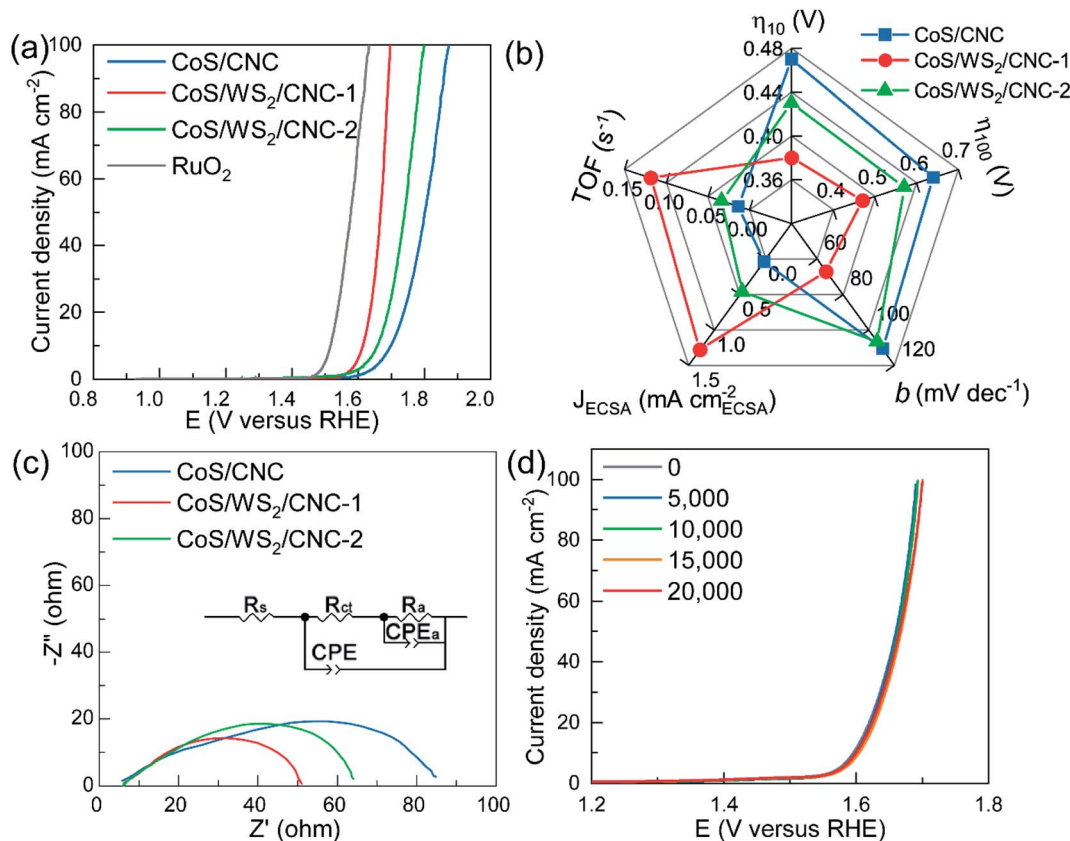 (a)
100
80
60
40
20
0
0.8
1.0
1.2
1.4
1.6
1.8
2.0
Current density (mA cm⁻²)
E (V versus RHE)
CoS/CNC
CoS/WS₂/CNC-1
CoS/WS₂/CNC-2
RuO₂
(b)
η₁₀ (V)
0.48
0.44
0.40
0.36
η₁₀₀ (V)
0.7
0.6
0.5
0.4
b (mV dec⁻¹)
120
100
80
60
J_ECSA (mA cm⁻²_ECSA)
1.5
1.0
0.5
0.0
TOF (s⁻¹)
0.15
0.10
0.05
0.00
CoS/CNC
CoS/WS₂/CNC-1
CoS/WS₂/CNC-2
(c)
100
80
60
40
20
0
0
20
40
60
80
100
-Z" (ohm)
Z' (ohm)
CoS/CNC
CoS/WS₂/CNC-1
CoS/WS₂/CNC-2
Rs
Rct
Ra
CPEa
CPE
(d)
100
80
60
40
20
0
1.2
1.4
1.6
1.8
Current density (mA cm⁻²)
E (V versus RHE)
0
5,000
10,000
15,000
20,000